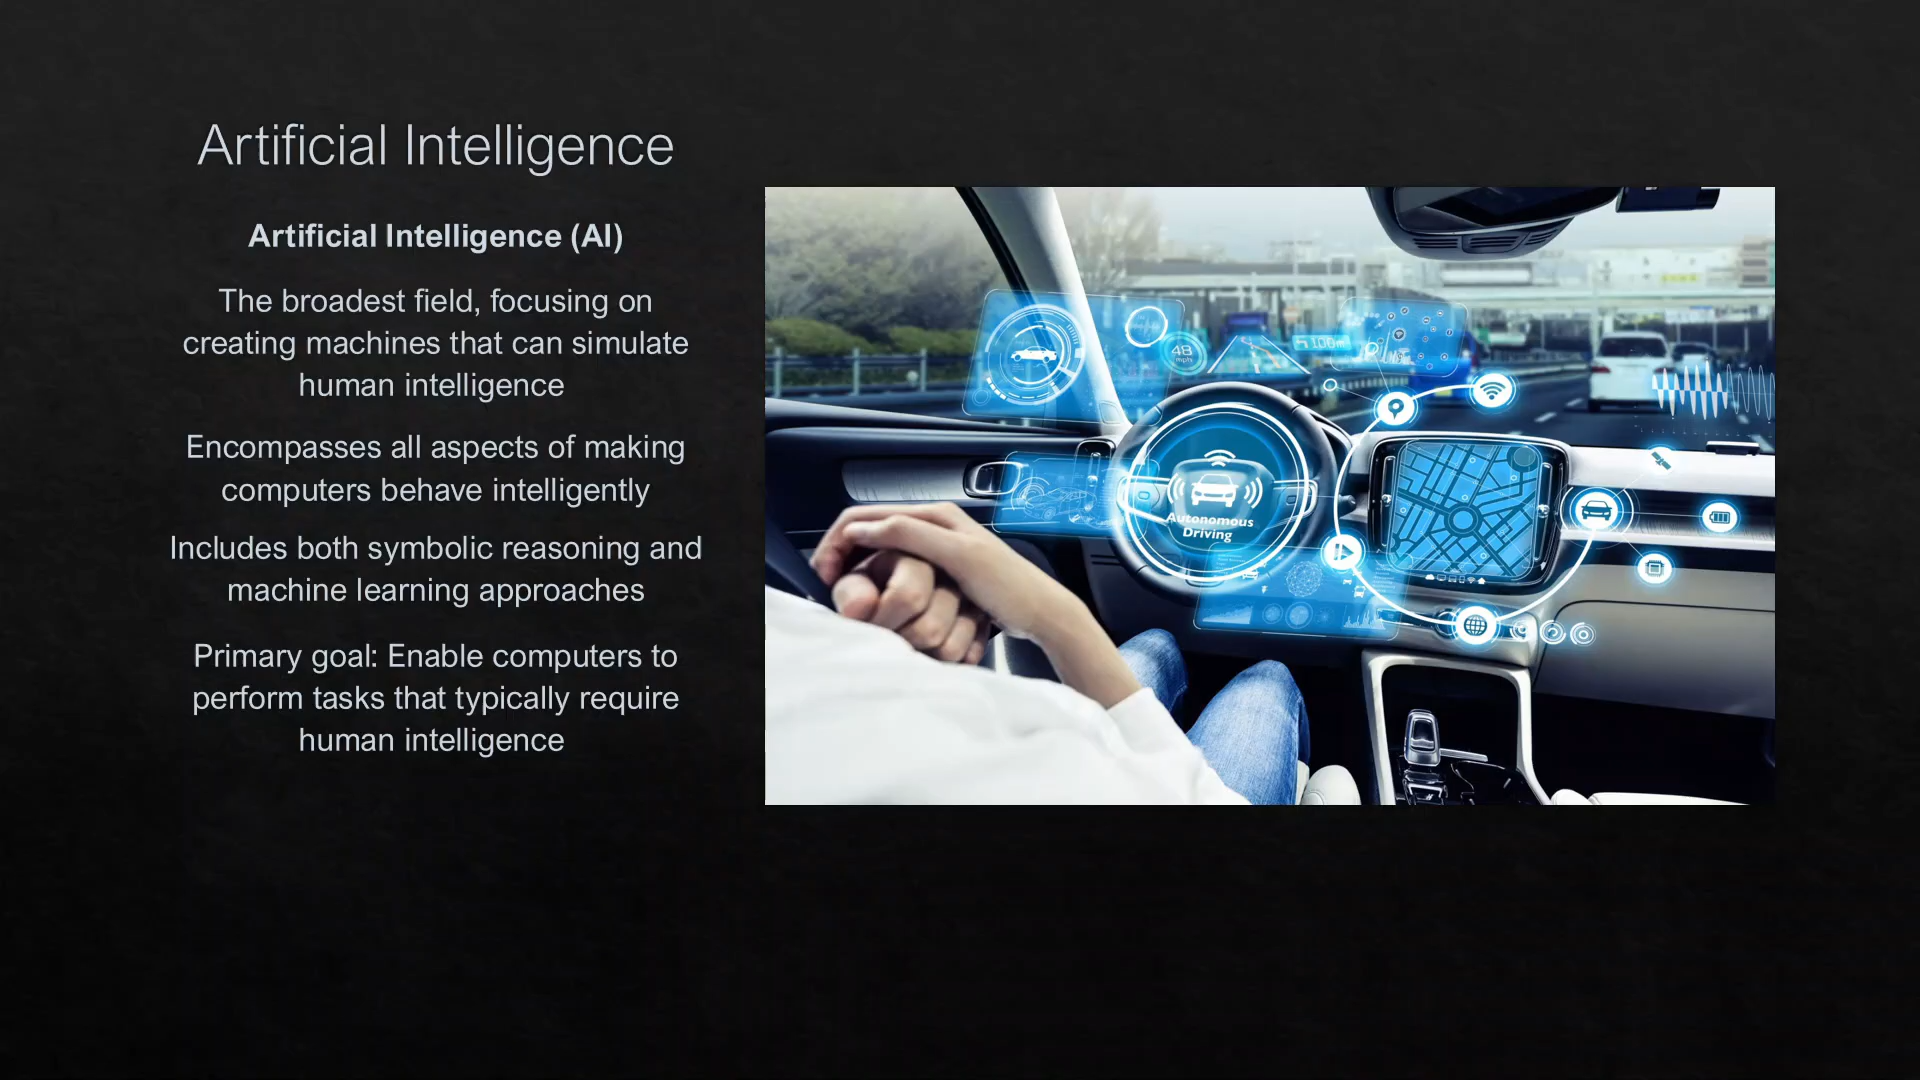 Artificial Intelligence
Artificial Intelligence (AI)
The broadest field, focusing on
creating machines that can simulate
human intelligence
Encompasses all aspects of making
computers behave intelligently
Includes both symbolic reasoning and
machine learning approaches
Primary goal: Enable computers to
perform tasks that typically require
human intelligence
48
mph
100m
Autonomous
Driving